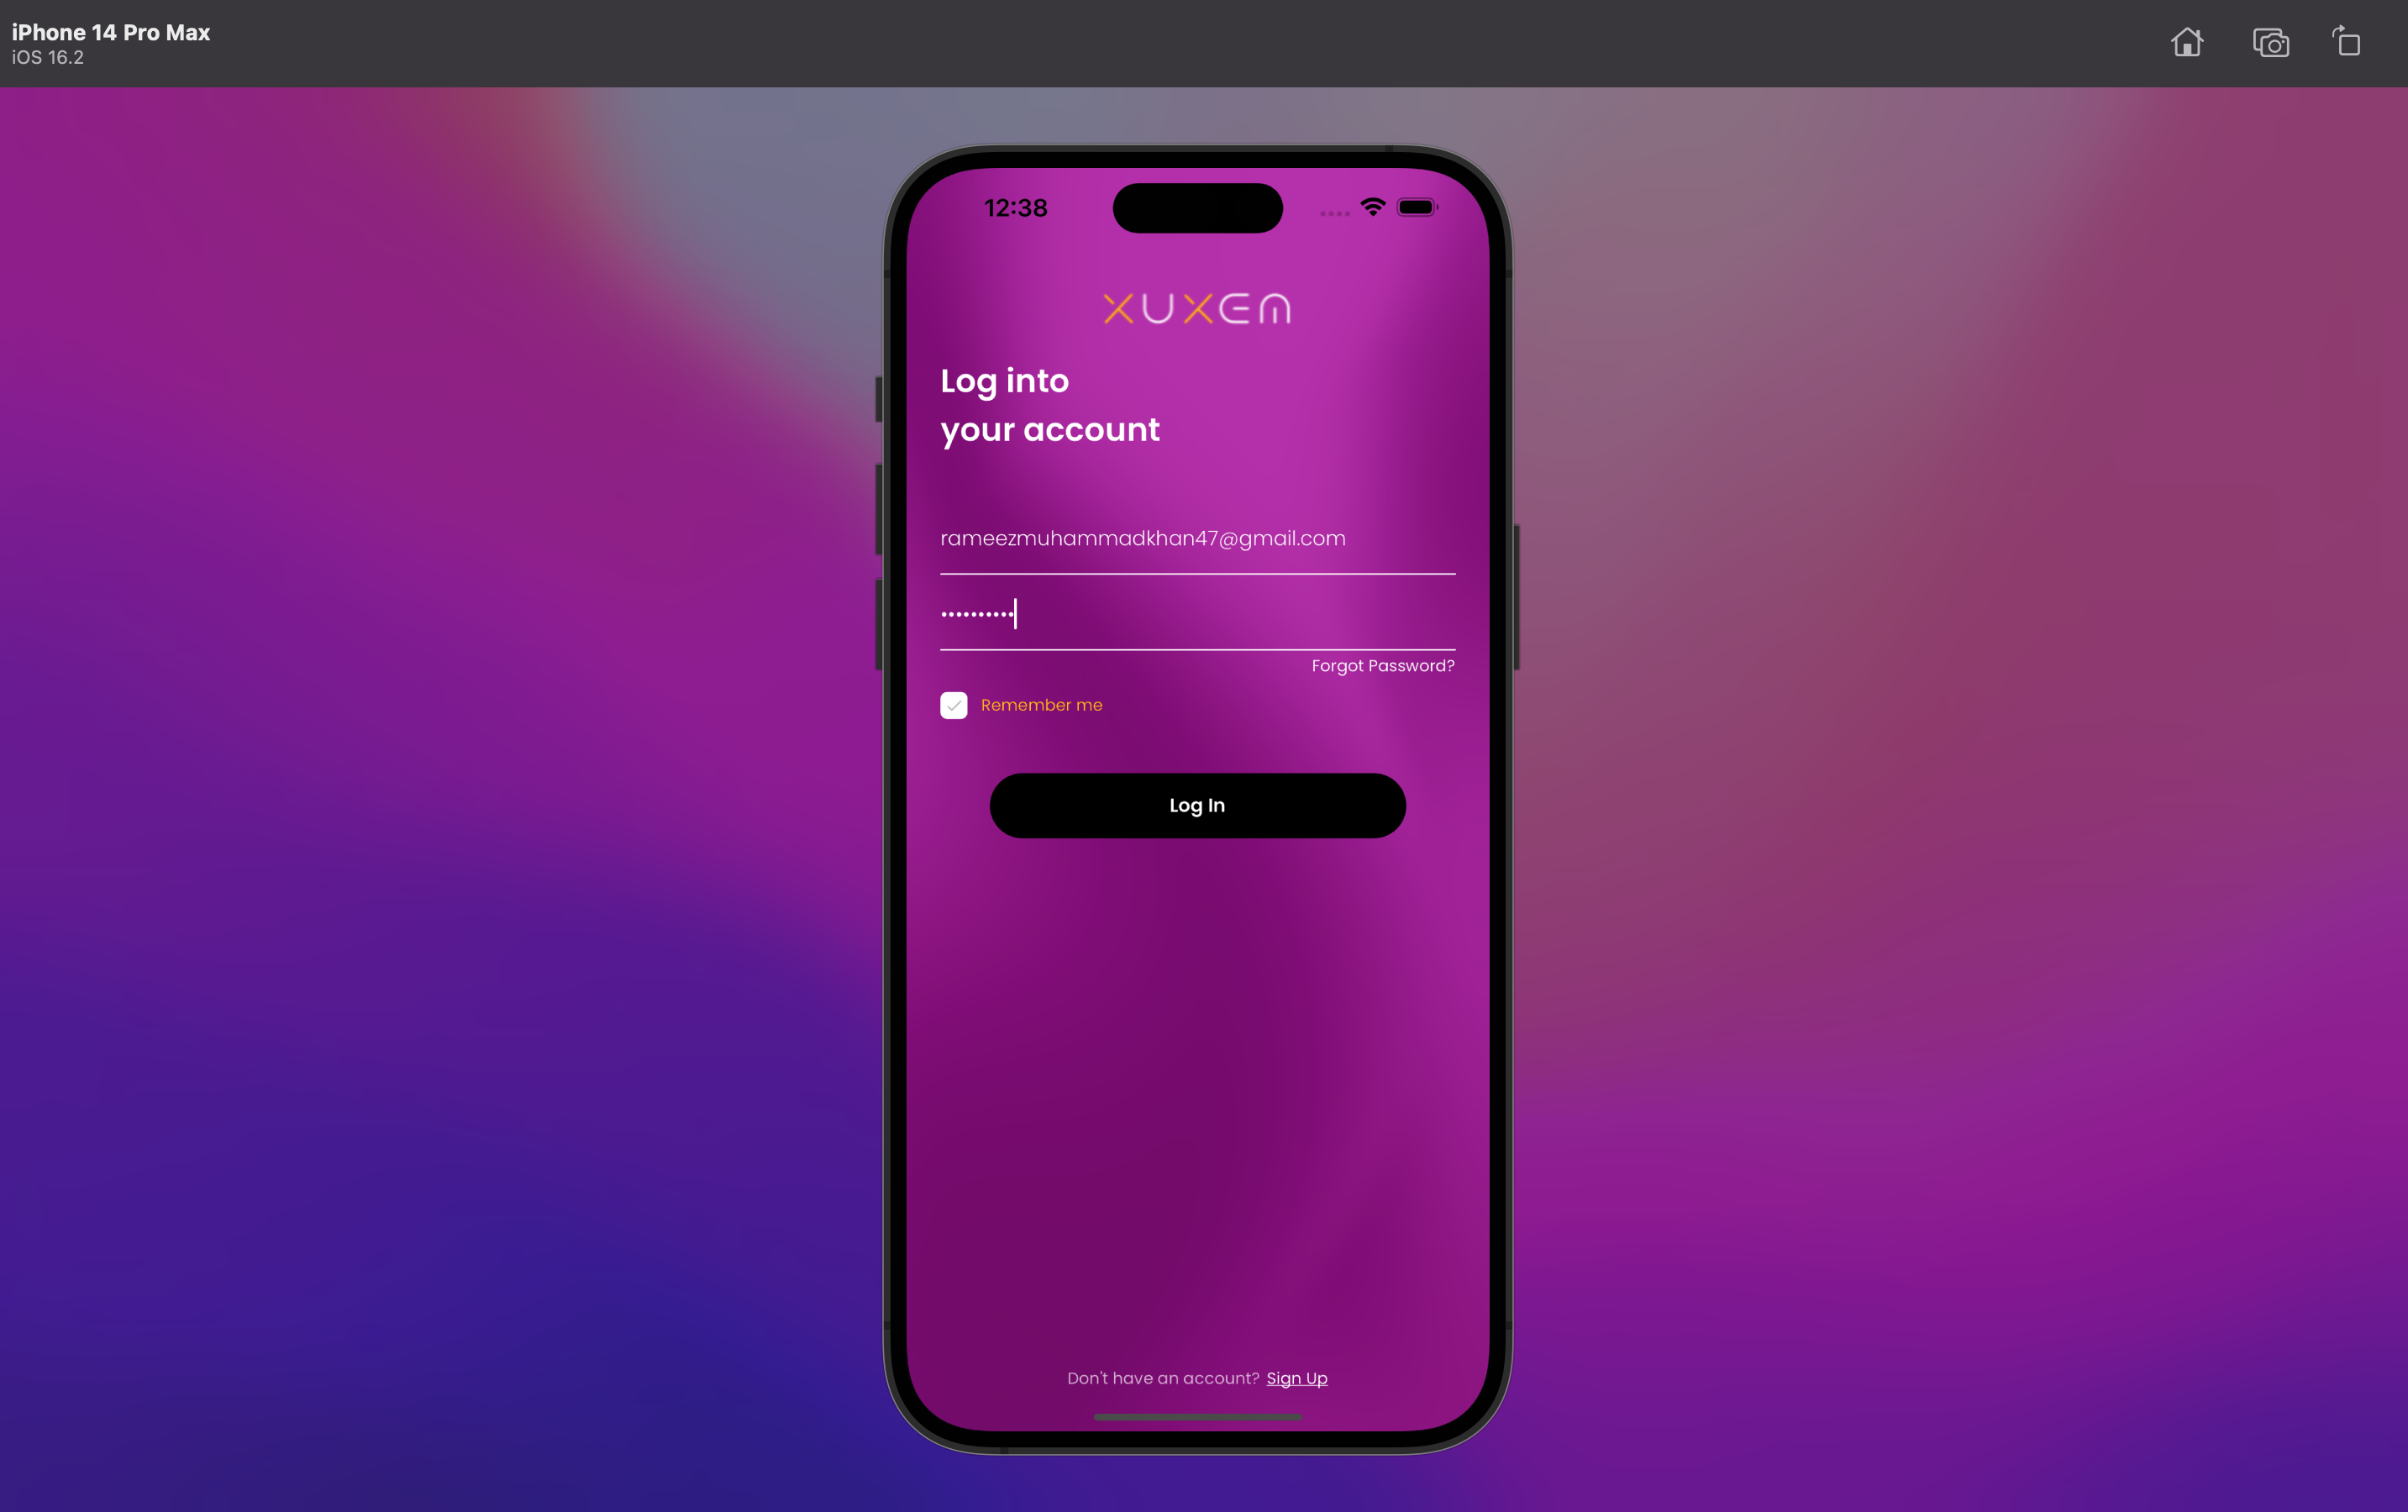 iPhone 14 Pro Max
iOS 16.2
12:38
XUXEM
Log into
your account
rameezmuhammadkhan47@gmail.com
••••••••••
Forgot Password?
Remember me
Log In
Don't have an account? Sign Up